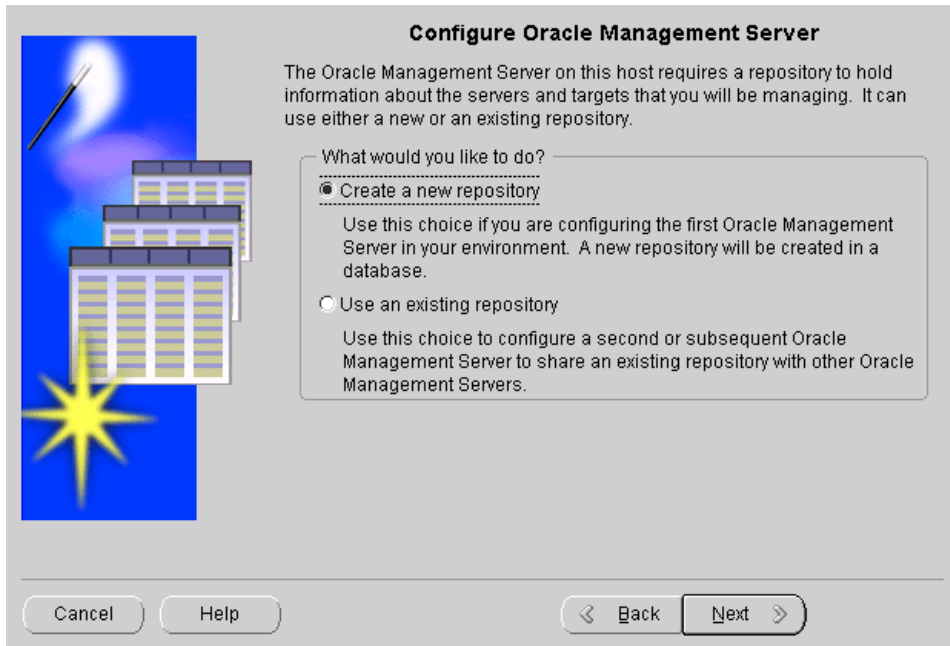 Configure Oracle Management Server
The Oracle Management Server on this host requires a repository to hold
information about the servers and targets that you will be managing.  It can
use either a new or an existing repository.
What would you like to do?
Create a new repository
Use this choice if you are configuring the first Oracle Management
Server in your environment.  A new repository will be created in a
database.
Use an existing repository
Use this choice to configure a second or subsequent Oracle
Management Server to share an existing repository with other Oracle
Management Servers.
Cancel Help Back Next